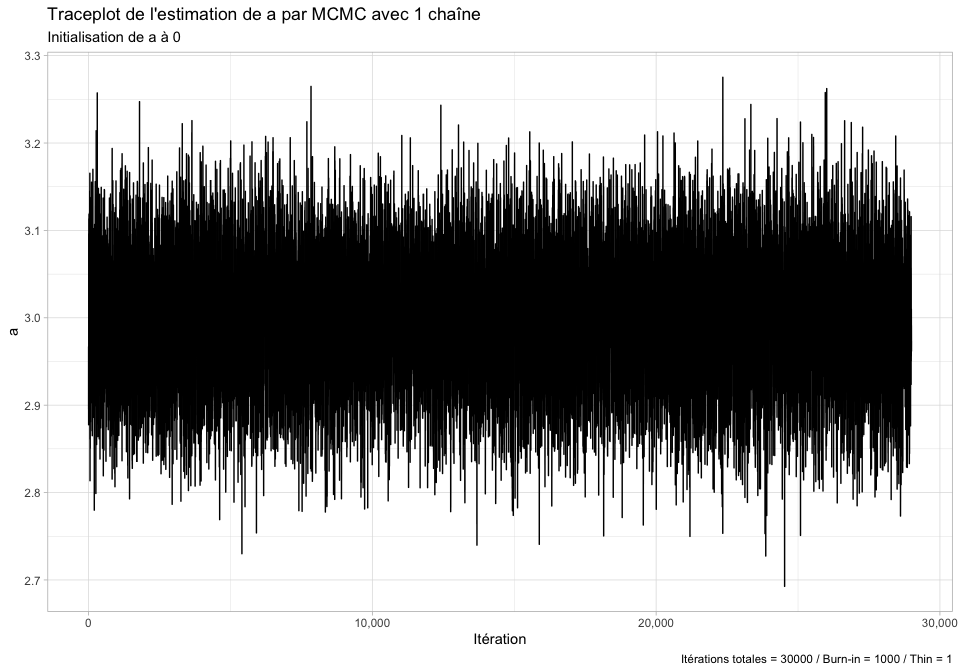 Traceplot de l'estimation de a par MCMC avec 1 chaîne
Initialisation de a à 0
3.3
3.2
3.1
3.0
2.9
2.8
2.7
a
0
10,000
20,000
30,000
Itération
Itérations totales = 30000 / Burn-in = 1000 / Thin = 1